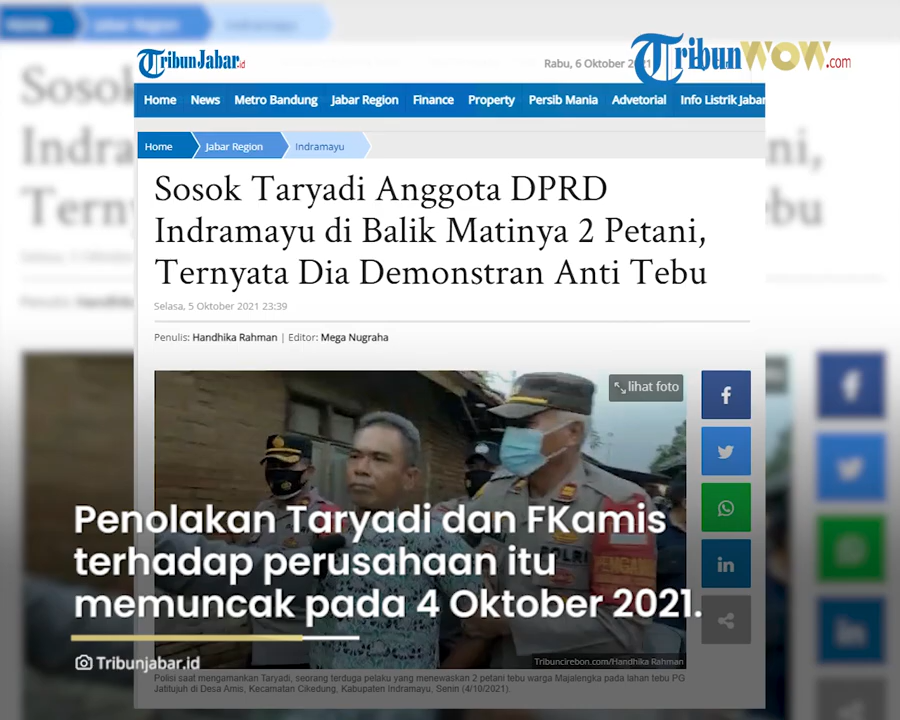 Home
Jabar Region
Indramayu
TribunJabar.id
Rabu, 6 Oktober 2021
TribunWOW.com
Home News Metro Bandung Jabar Region Finance Property Persib Mania Advetorial Info Listrik Jabar
Home Jabar Region Indramayu
Sosok Taryadi Anggota DPRD
Indramayu di Balik Matinya 2 Petani,
Ternyata Dia Demonstran Anti Tebu
Selasa, 5 Oktober 2021 23:39
Penulis: Handhika Rahman | Editor: Mega Nugraha
lihat foto
POLRI
Penolakan Taryadi dan FKamis
terhadap perusahaan itu
memuncak pada 4 Oktober 2021.
Tribunjabar.id
Tribuncirebon.com/Handhika Rahman
Polisi saat mengamankan Taryadi, seorang terduga pelaku yang menewaskan 2 petani tebu warga Majalengka pada lahan tebu PG
Jatitujuh di Desa Amis, Kecamatan Cikedung, Kabupaten Indramayu, Senin (4/10/2021).